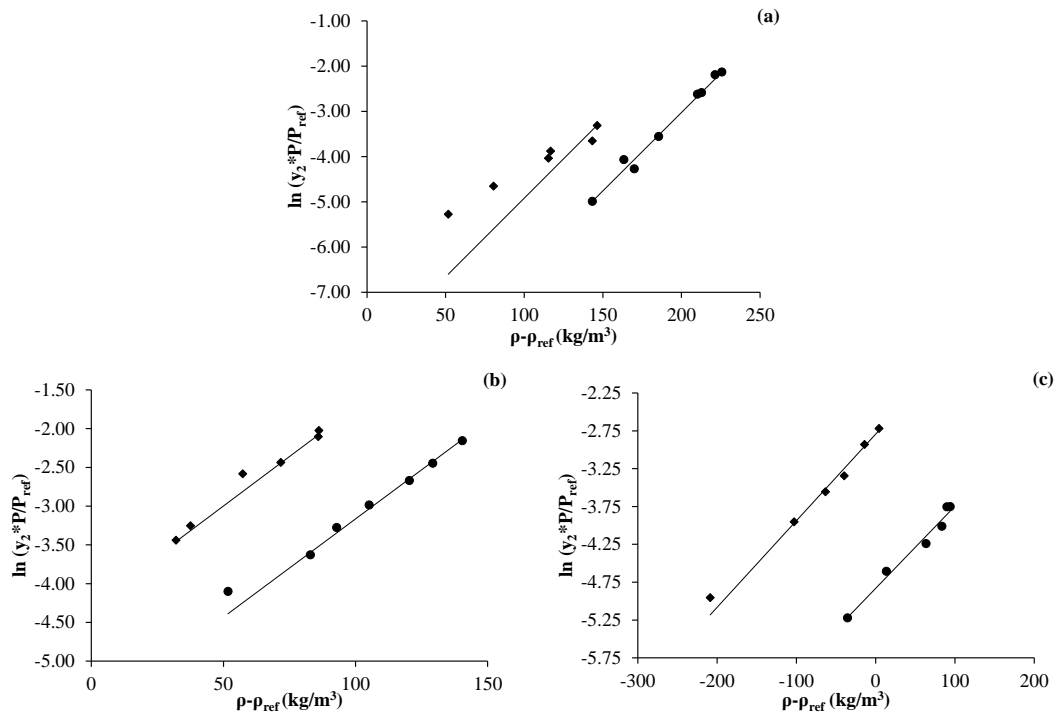 (a)
-1.00
-2.00
-3.00
-4.00
-5.00
-6.00
-7.00
ln (y₂*P/P_ref)
0 50 100 150 200 250
ρ-ρ_ref (kg/m³)
(b)
-1.50
-2.00
-2.50
-3.00
-3.50
-4.00
-4.50
-5.00
ln (y₂*P/P_ref)
0 50 100 150
ρ-ρ_ref (kg/m³)
(c)
-2.25
-2.75
-3.25
-3.75
-4.25
-4.75
-5.25
-5.75
ln (y₂*P/P_ref)
-300 -200 -100 0 100 200
ρ-ρ_ref (kg/m³)